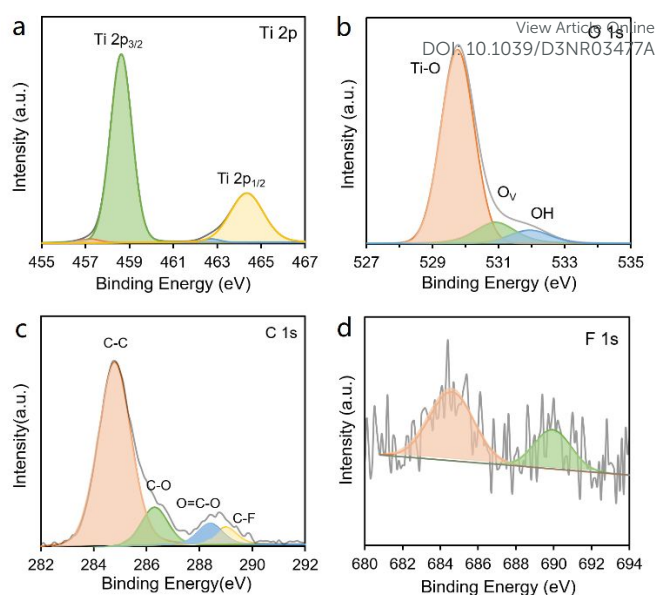 a
Ti 2p
Ti 2p3/2
Ti 2p1/2
Intensity (a.u.)
455 457 459 461 463 465 467
Binding Energy (eV)
b
View Article Online
O 1s
DOI: 10.1039/D3NR03477A
Ti-O
OV
OH
Intensity (a.u.)
527 529 531 533 535
Binding Energy (eV)
c
C 1s
C-C
C-O
O=C-O
C-F
Intensity(a.u.)
282 284 286 288 290 292
Binding Energy(eV)
d
F 1s
Intensity (a.u.)
680 682 684 686 688 690 692 694
Binding Energy (eV)